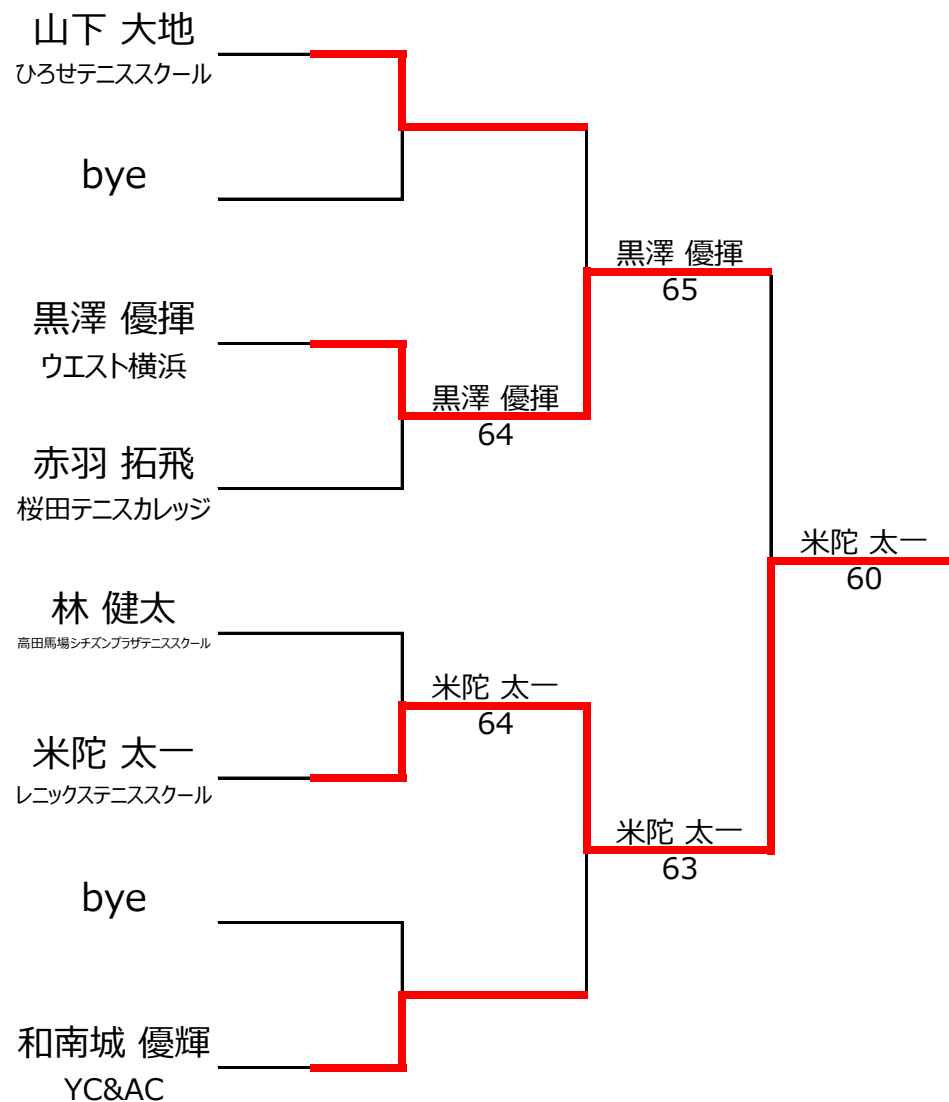 山下 大地
ひろせテニススクール
bye
黒澤 優揮
65
黒澤 優揮
ウエスト横浜
黒澤 優揮
64
赤羽 拓飛
桜田テニスカレッジ
米陀 太一
60
林 健太
高田馬場シチズンプラザテニススクール
米陀 太一
64
米陀 太一
レニックステニススクール
米陀 太一
63
bye
和南城 優輝
YC&AC